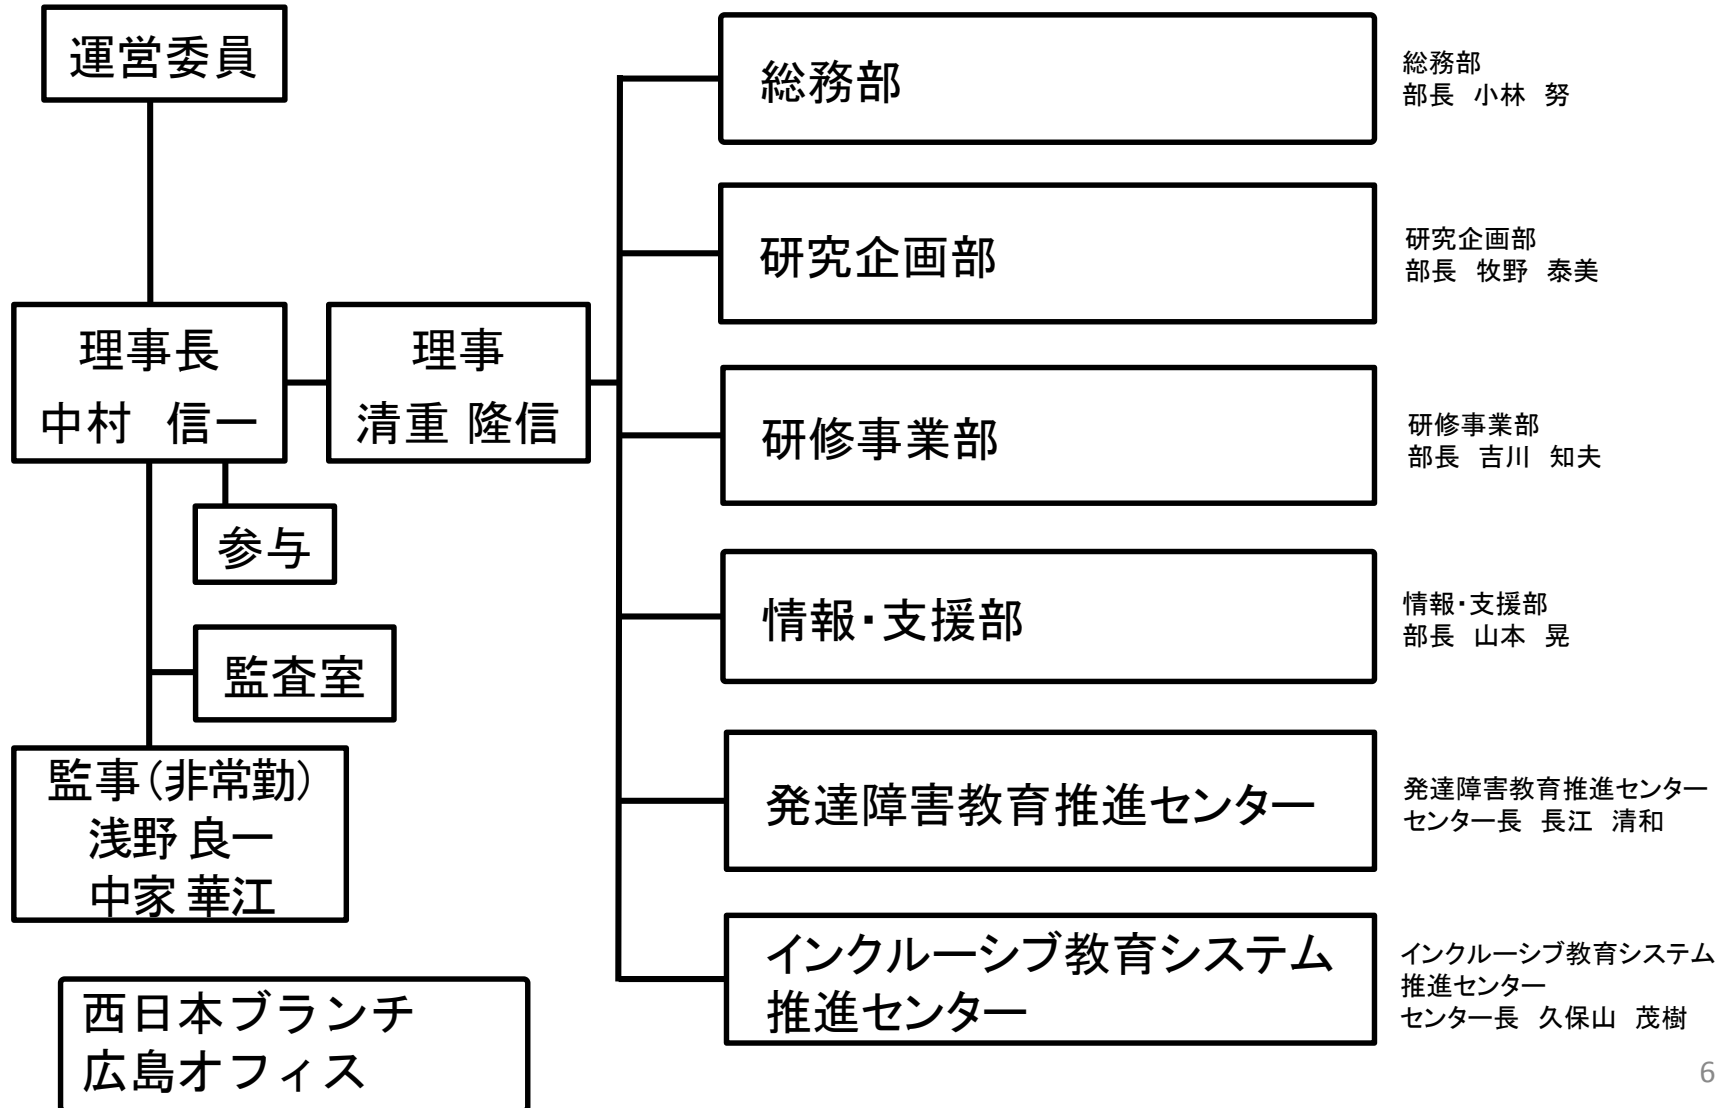 運営委員
理事長
中村　信一
理事
清重 隆信
参与
監査室
監事（非常勤）
浅野 良一
中家 華江
西日本ブランチ
広島オフィス
総務部
総務部
部長　小林　努
研究企画部
研究企画部
部長　牧野　泰美
研修事業部
研修事業部
部長　吉川　知夫
情報・支援部
情報・支援部
部長　山本　晃
発達障害教育推進センター
発達障害教育推進センター
センター長　長江　清和
インクルーシブ教育システム
推進センター
インクルーシブ教育システム
推進センター
センター長　久保山　茂樹
6